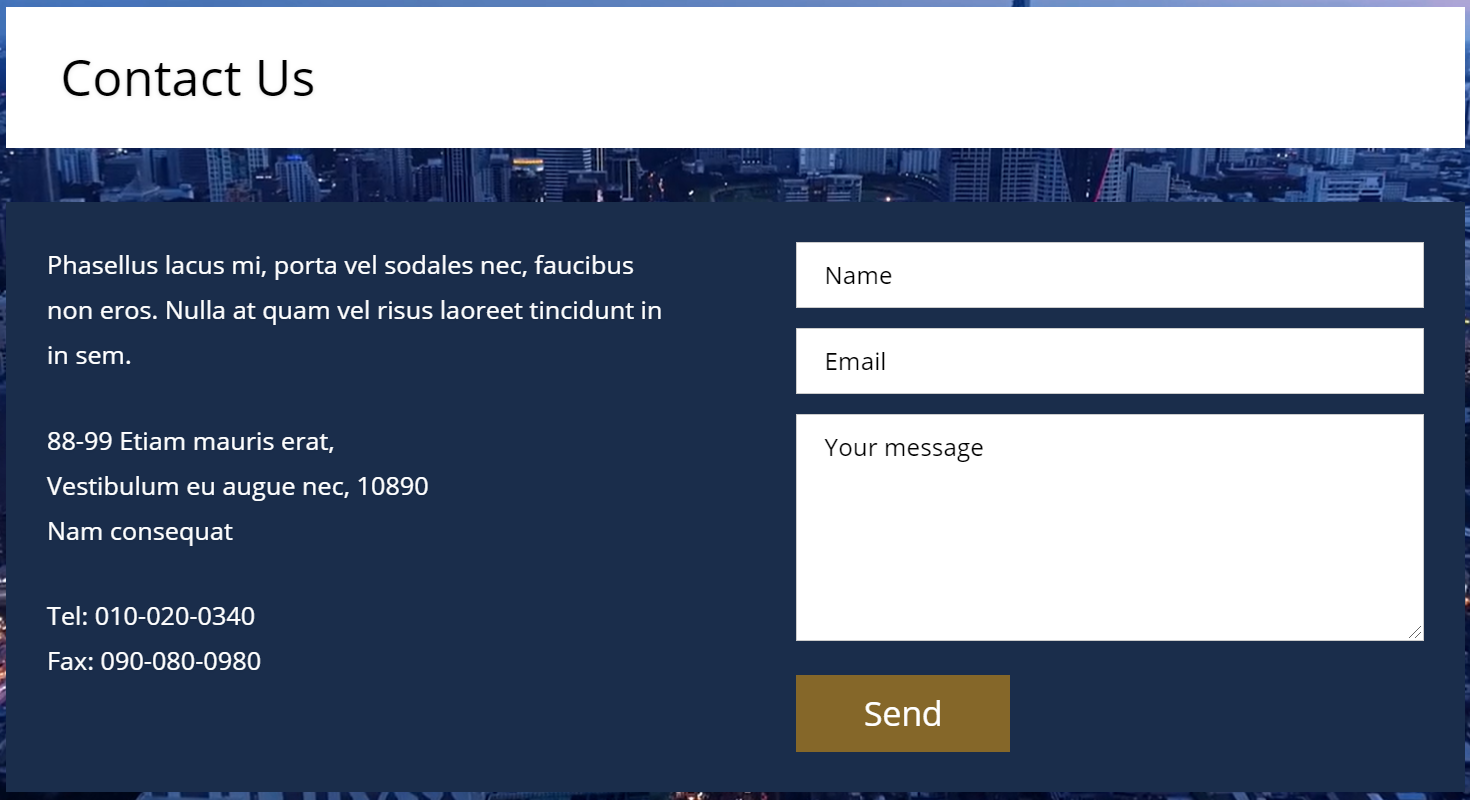 Contact Us
Phasellus lacus mi, porta vel sodales nec, faucibus
non eros. Nulla at quam vel risus laoreet tincidunt in
in sem.
88-99 Etiam mauris erat,
Vestibulum eu augue nec, 10890
Nam consequat
Tel: 010-020-0340
Fax: 090-080-0980
Name
Email
Your message
Send